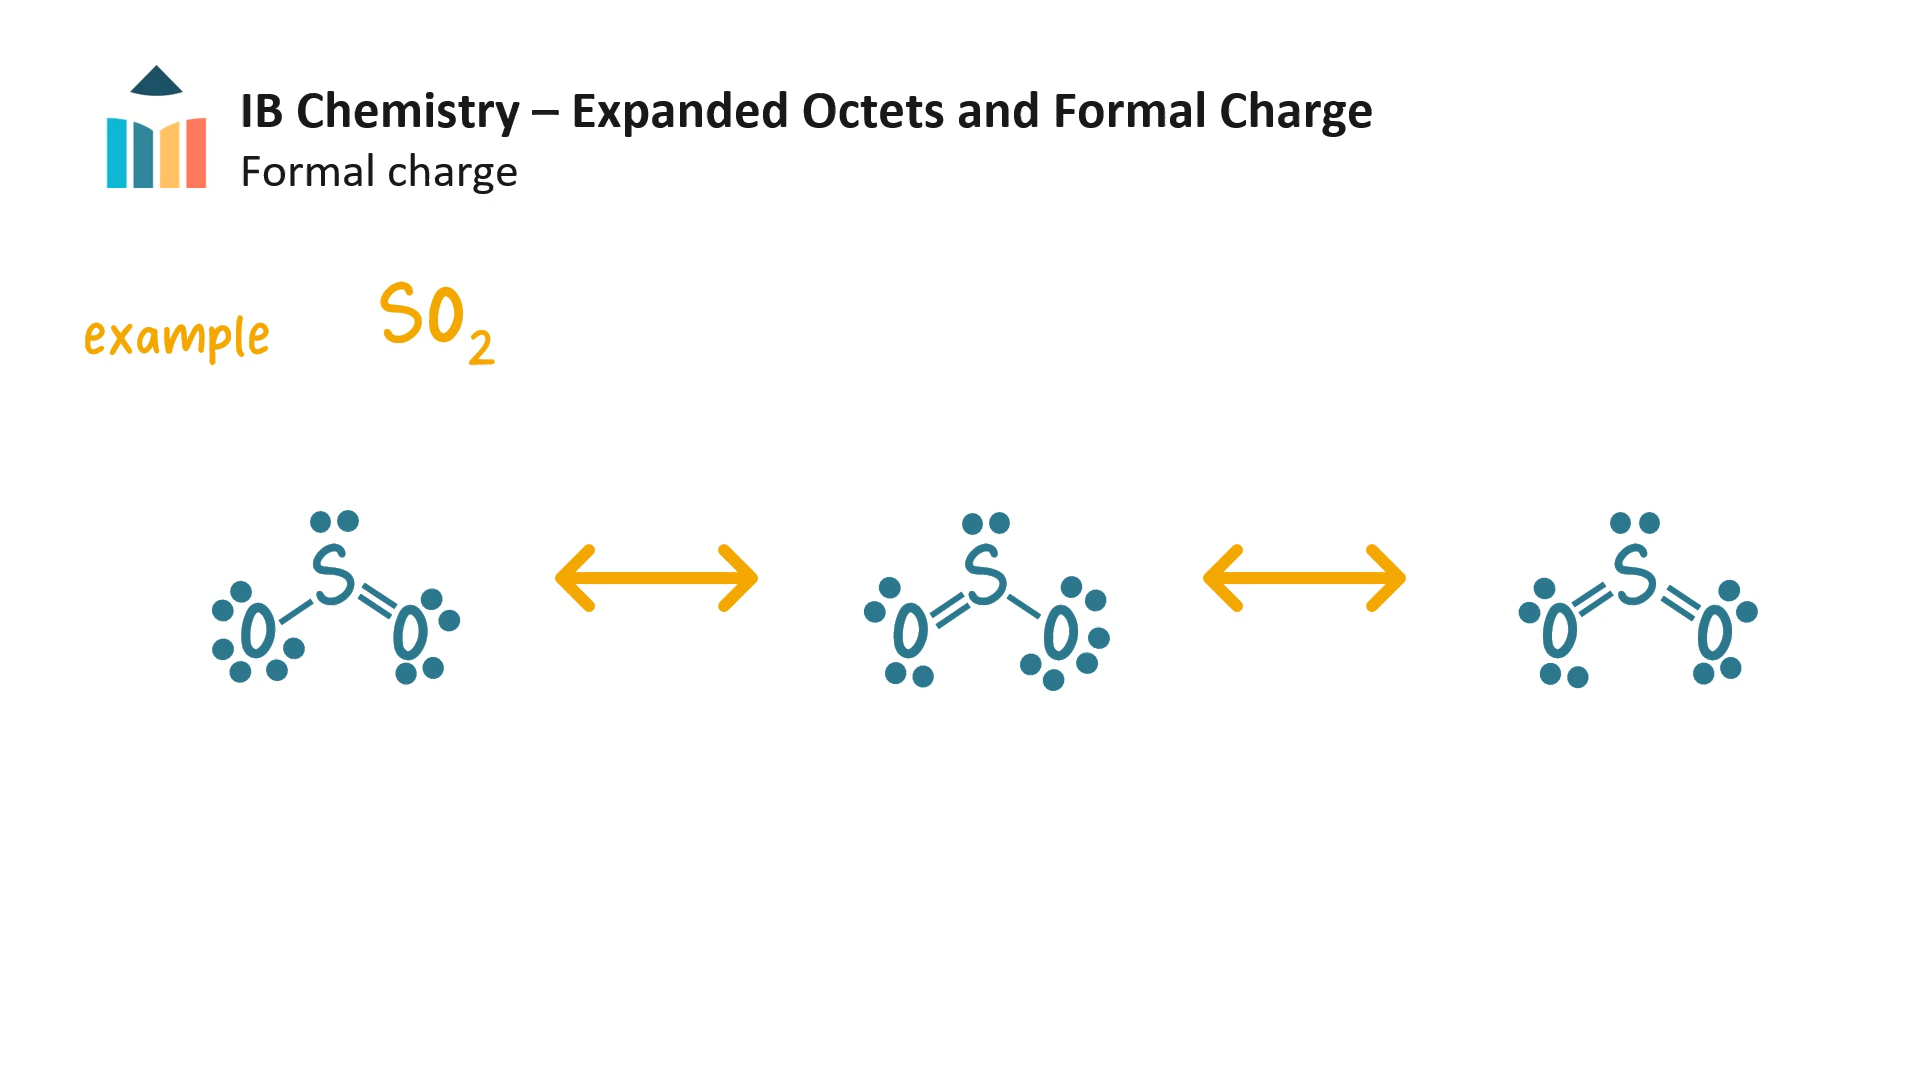 IB Chemistry – Expanded Octets and Formal Charge
Formal charge
example SO₂
S S S
O O O O O O